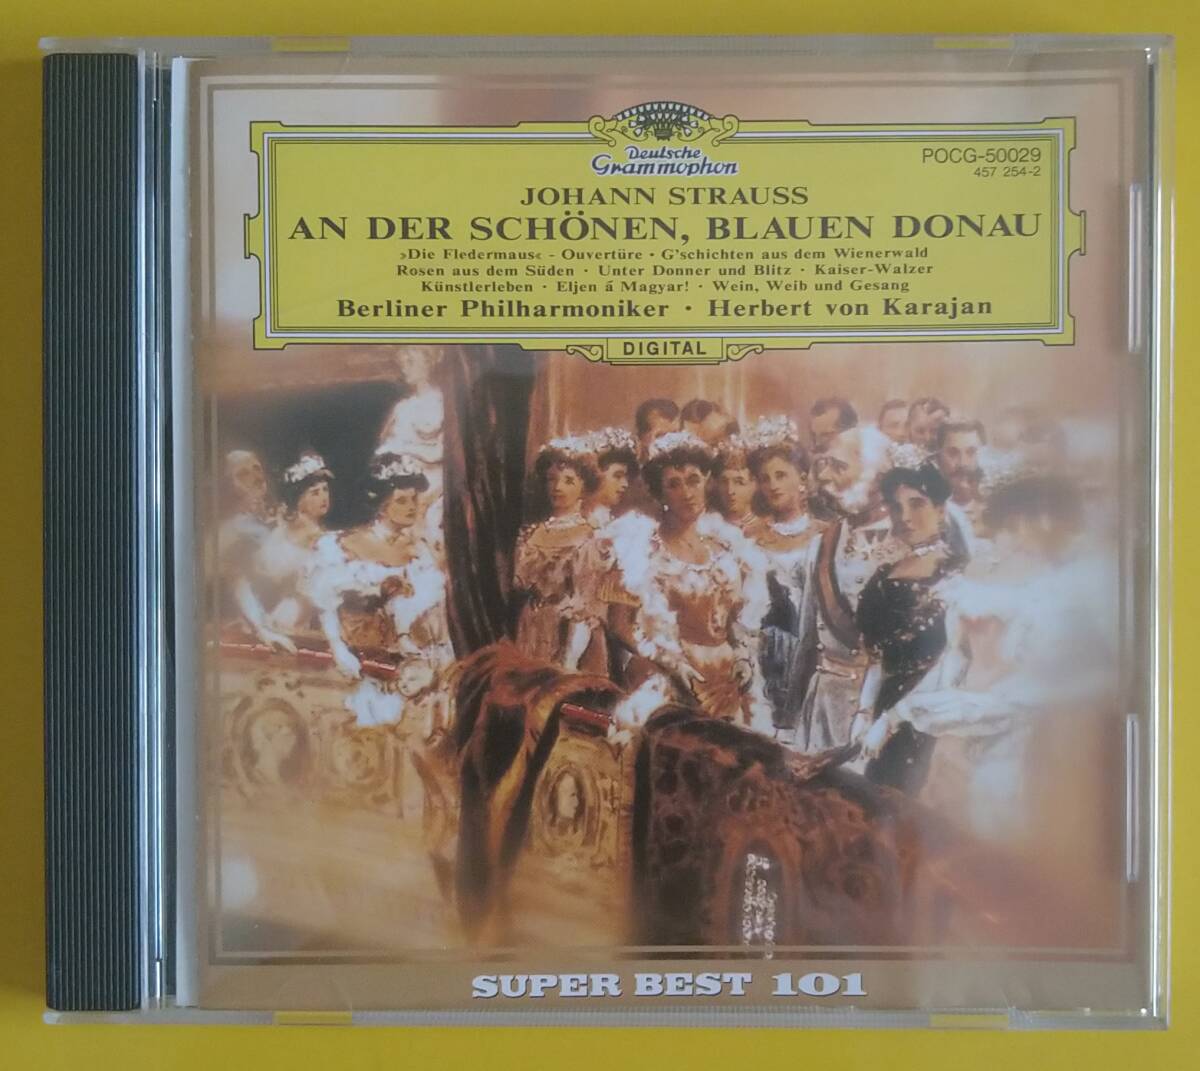 Deutsche
Grammophon
POCG-50029
457 254-2
JOHANN STRAUSS
AN DER SCHÖNEN, BLAUEN DONAU
»Die Fledermaus« - Ouvertüre · G'schichten aus dem Wienerwald
Rosen aus dem Süden · Unter Donner und Blitz · Kaiser-Walzer
Künstlerleben · Eljen á Magyar! · Wein, Weib und Gesang
Berliner Philharmoniker · Herbert von Karajan
DIGITAL
SUPER BEST 101